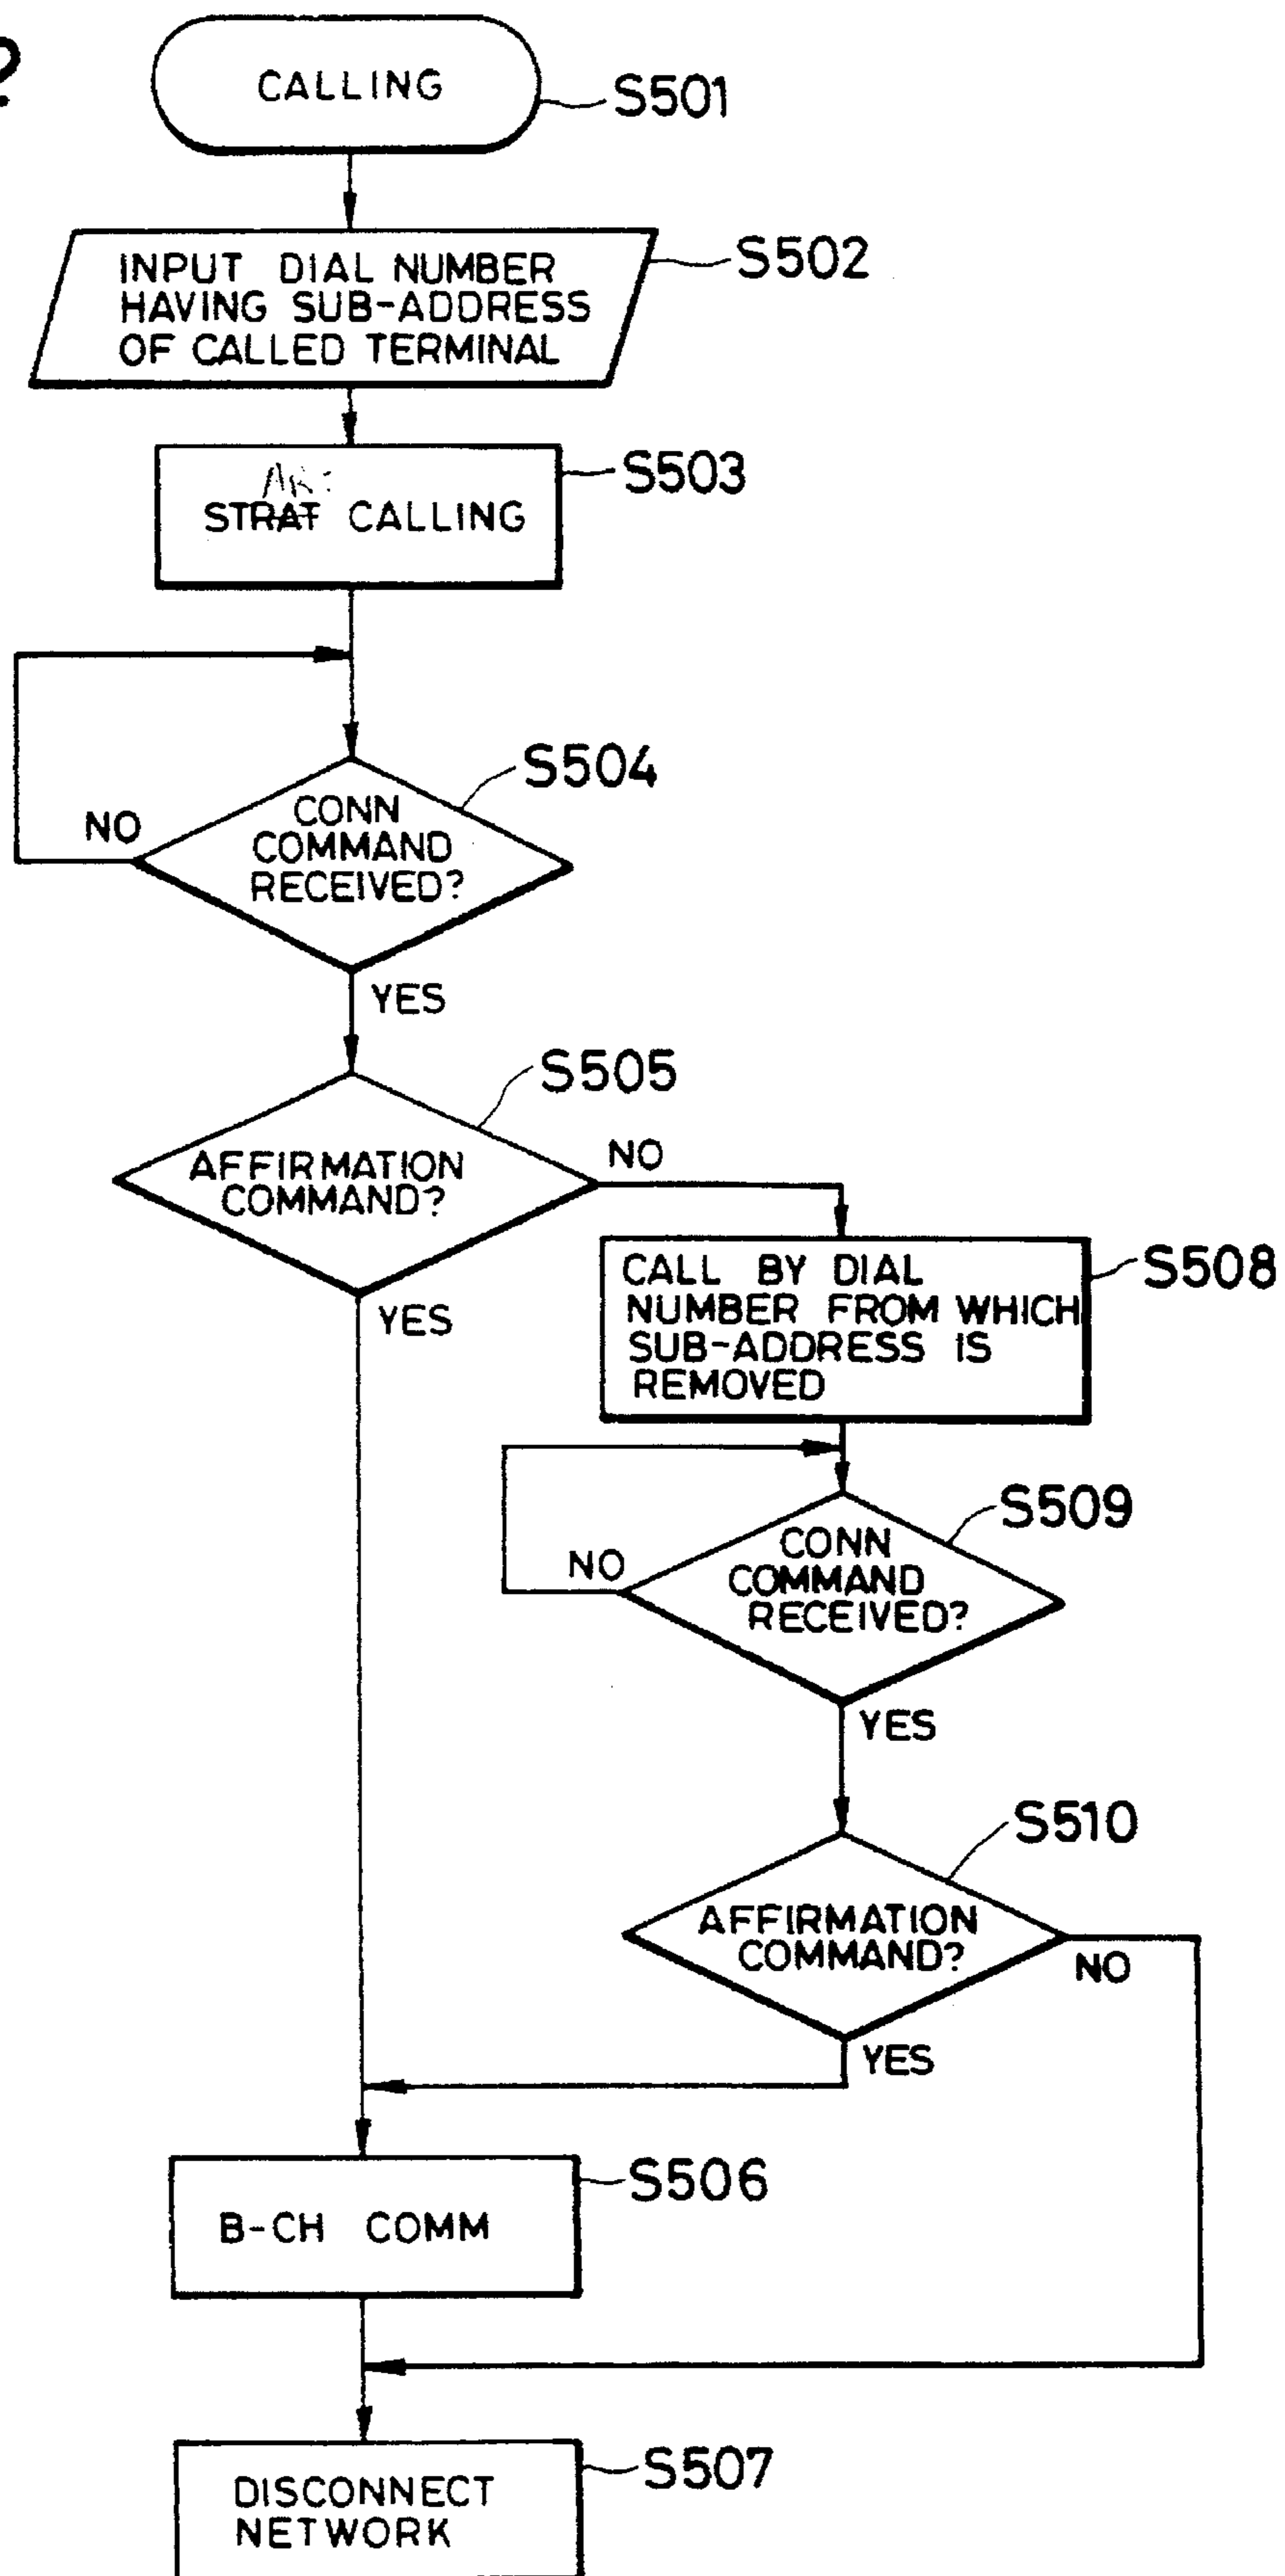 CALLING
S501
INPUT DIAL NUMBER
HAVING SUB-ADDRESS
OF CALLED TERMINAL
S502
STRAT CALLING
S503
S504
CONN
COMMAND
RECEIVED?
NO
YES
S505
AFFIRMATION
COMMAND?
NO
YES
CALL BY DIAL
NUMBER FROM WHICH
SUB-ADDRESS IS
REMOVED
S508
S509
CONN
COMMAND
RECEIVED?
NO
YES
S510
AFFIRMATION
COMMAND?
NO
YES
B-CH COMM
S506
DISCONNECT
NETWORK
S507